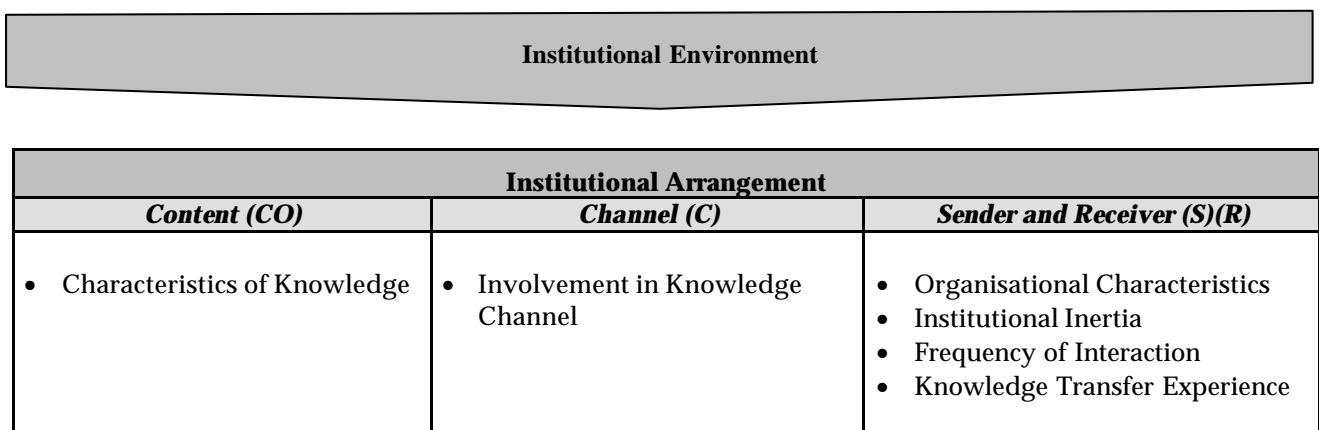 Institutional Environment
Institutional Arrangement
Content (CO)
Channel (C)
Sender and Receiver (S)(R)
• Characteristics of Knowledge
• Involvement in Knowledge
Channel
• Organisational Characteristics
• Institutional Inertia
• Frequency of Interaction
• Knowledge Transfer Experience